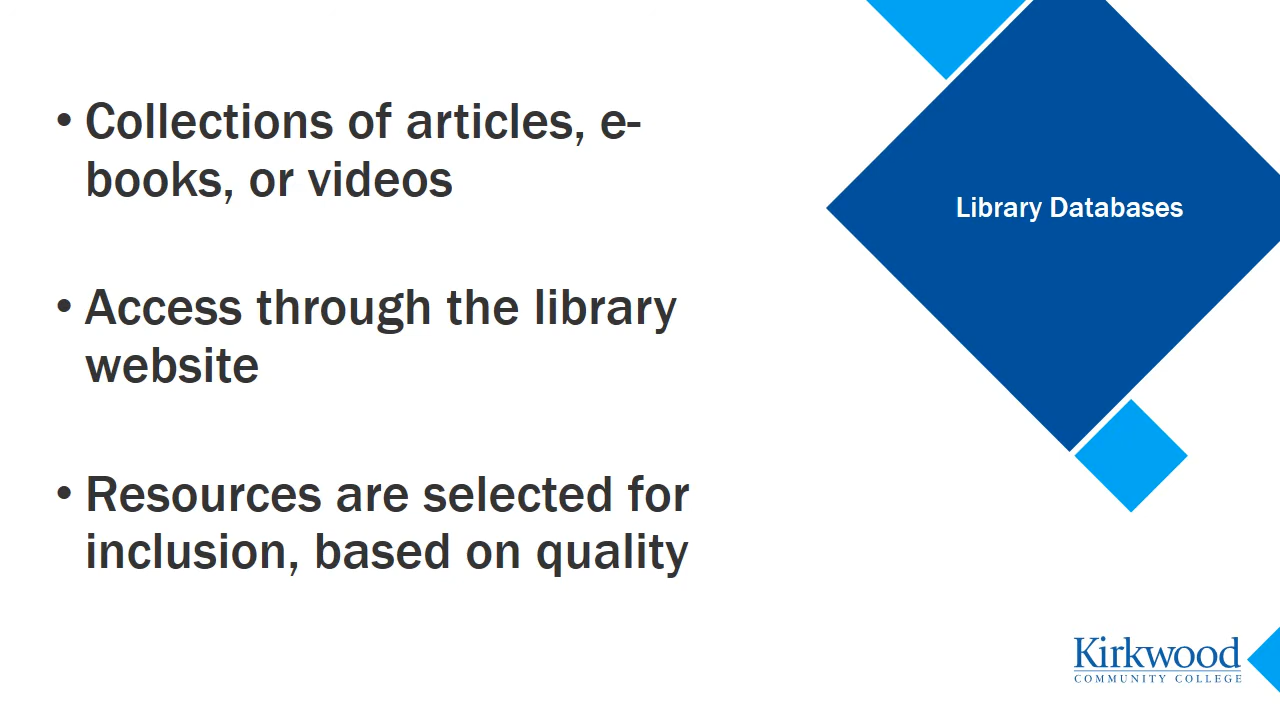 • Collections of articles, e-
books, or videos
• Access through the library
website
• Resources are selected for
inclusion, based on quality
Library Databases
Kirkwood
COMMUNITY COLLEGE